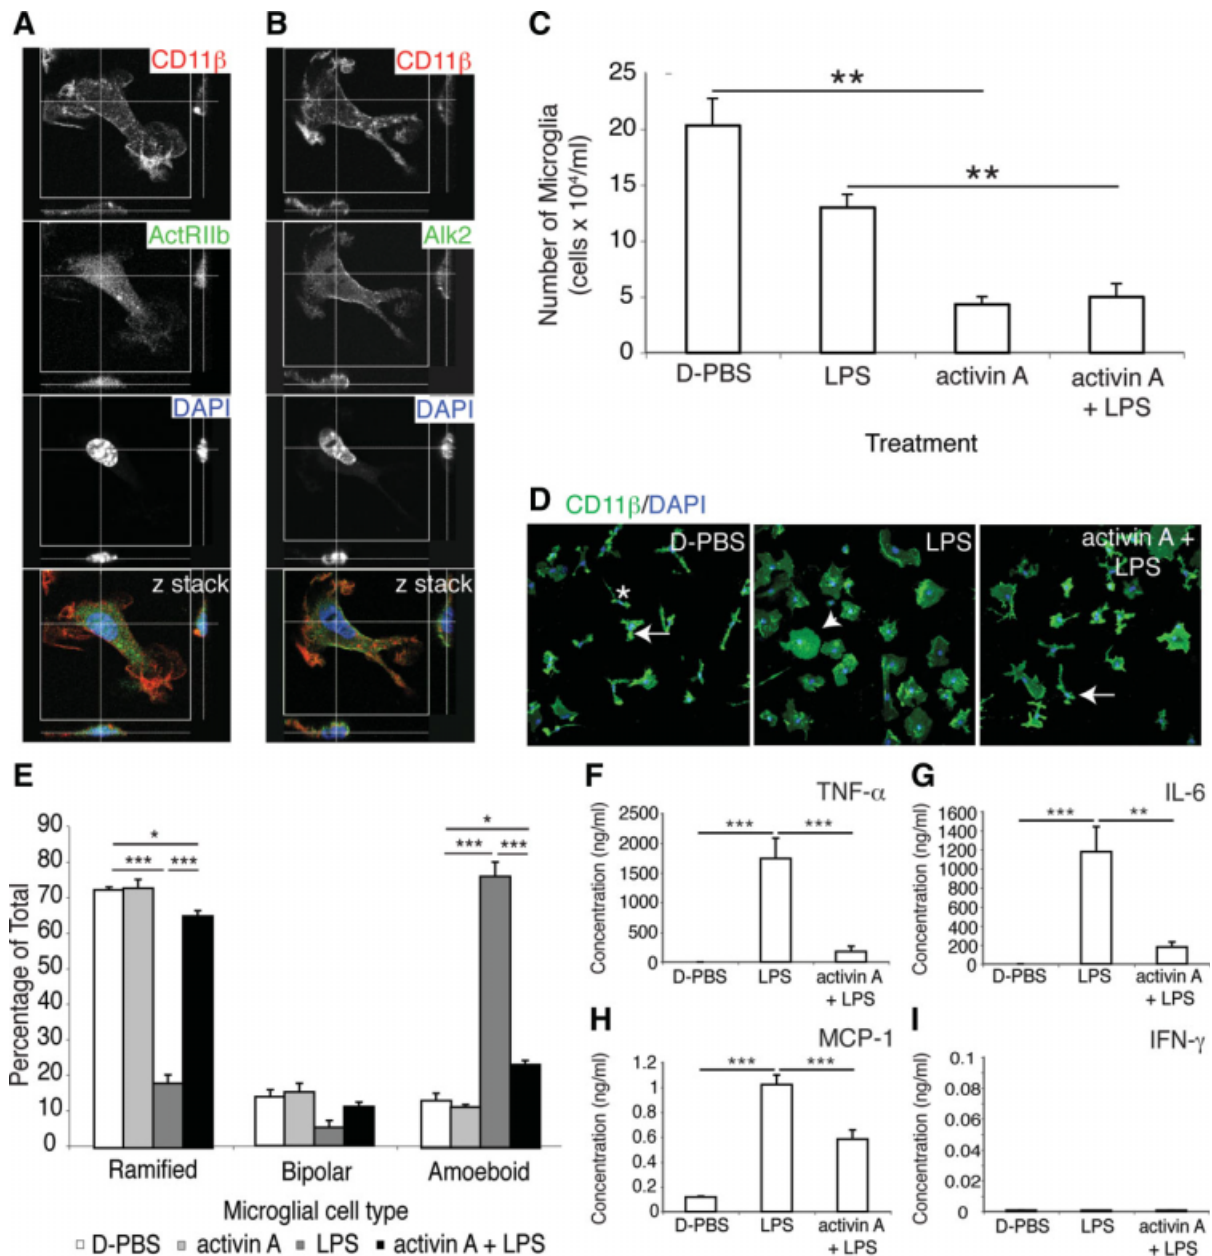 A
CD11β
ActRIIb
DAPI
z stack
B
CD11β
Alk2
DAPI
z stack
C
Number of Microglia
(cells x 10⁴/ml)
25
20
15
10
5
0
**
**
D-PBS
LPS
activin A
activin A
+ LPS
Treatment
D CD11β/DAPI
D-PBS
*
LPS
activin A +
LPS
E
Percentage of Total
90
80
70
60
50
40
30
20
10
0
*
*** ***
*
*** ***
Ramified
Bipolar
Amoeboid
Microglial cell type
D-PBS activin A LPS activin A + LPS
F
TNF-α
Concentration (ng/ml)
2500
2000
1500
1000
500
0
*** ***
D-PBS
LPS
activin A
+ LPS
G
IL-6
Concentration (ng/ml)
1600
1400
1200
1000
800
600
400
200
0
*** **
D-PBS
LPS
activin A
+ LPS
H
MCP-1
Concentration (ng/ml)
1.2
1
0.8
0.6
0.4
0.2
0
*** ***
D-PBS
LPS
activin A
+ LPS
I
IFN-γ
Concentration (ng/ml)
0.1
0.08
0.06
0.04
0.01
0
D-PBS
LPS
activin A
+ LPS